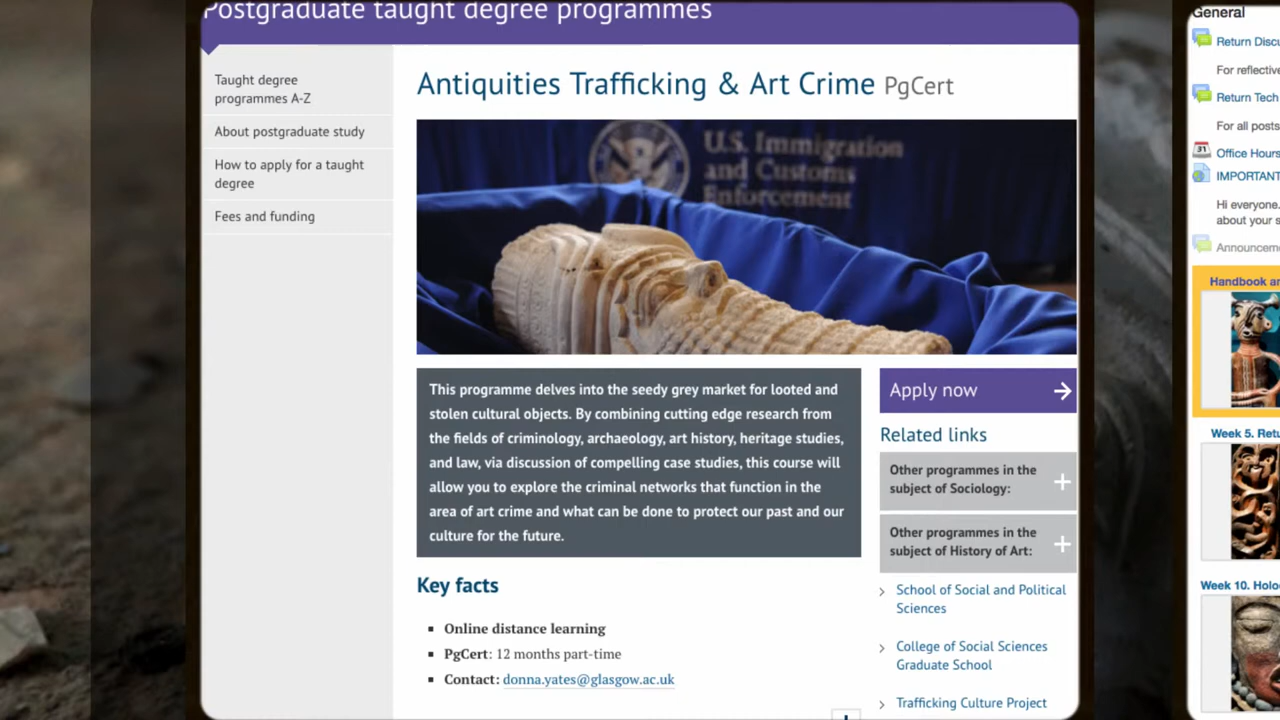 Postgraduate taught degree programmes
Taught degree
programmes A-Z
About postgraduate study
How to apply for a taught
degree
Fees and funding
Antiquities Trafficking & Art Crime PgCert
U.S. Immigration
and Customs
Enforcement
This programme delves into the seedy grey market for looted and
stolen cultural objects. By combining cutting edge research from
the fields of criminology, archaeology, art history, heritage studies,
and law, via discussion of compelling case studies, this course will
allow you to explore the criminal networks that function in the
area of art crime and what can be done to protect our past and our
culture for the future.
Key facts
▪ Online distance learning
▪ PgCert: 12 months part-time
▪ Contact: donna.yates@glasgow.ac.uk
Apply now
Related links
Other programmes in the
subject of Sociology:
Other programmes in the
subject of History of Art:
School of Social and Political
Sciences
College of Social Sciences
Graduate School
Trafficking Culture Project
General
Return
For reflective
Return Tech
For all posts
31 Office Hours
IMPORTANT
Hi everyone.
about your
Handbook
Week 5.
Week 10.